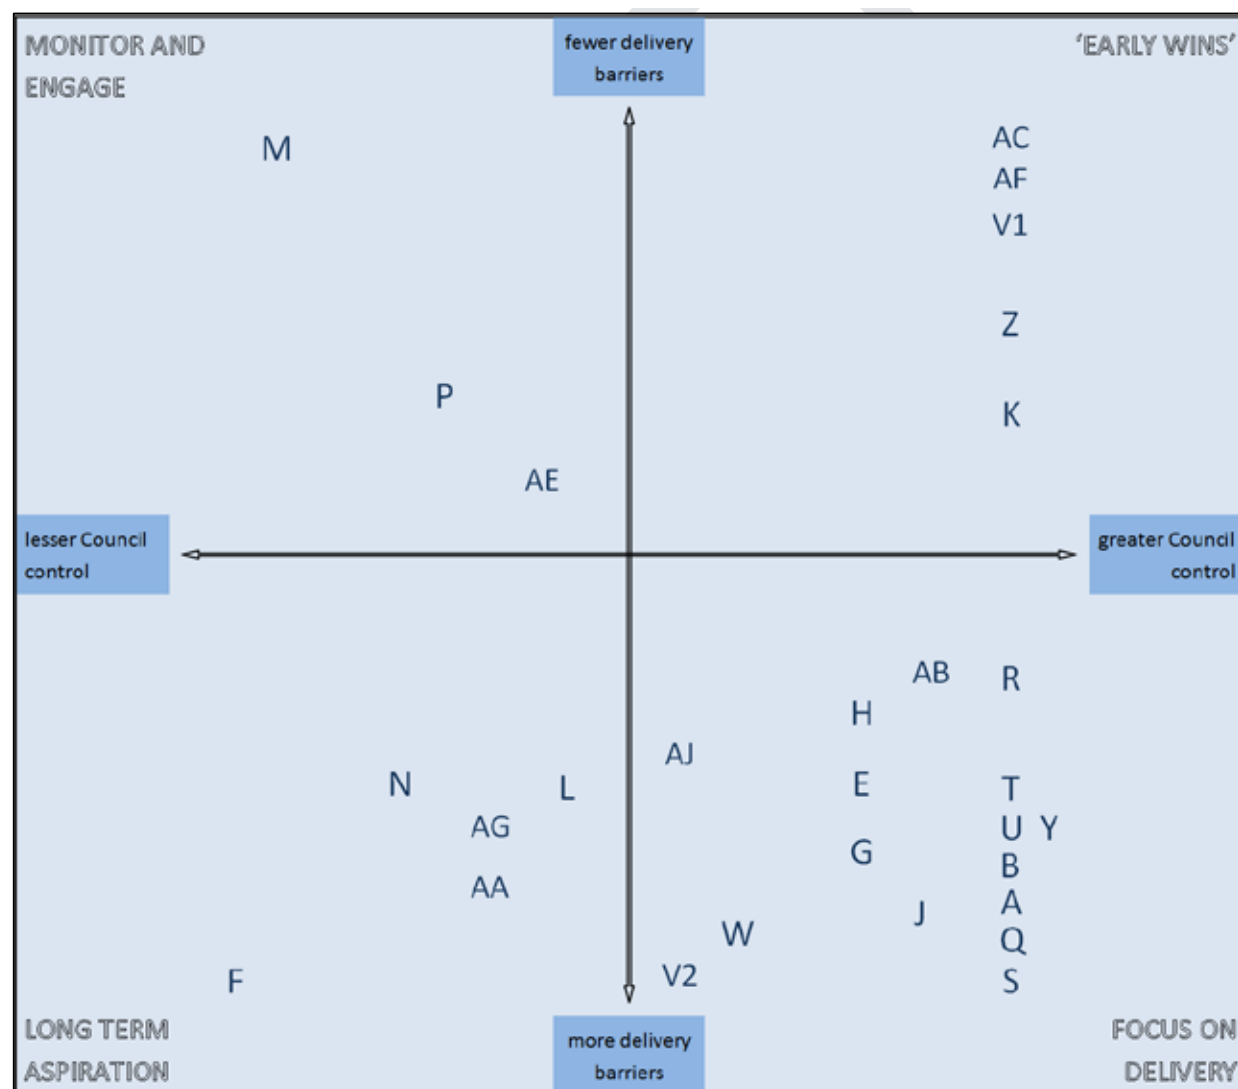 MONITOR AND
ENGAGE
fewer delivery
barriers
'EARLY WINS'
M
AC
AF
V1
Z
P
K
AE
lesser Council
control
greater Council
control
AB
R
H
AJ
N
L
E
T
AG
U Y
G
B
AA
J
A
W
Q
V2
F
S
LONG TERM
ASPIRATION
more delivery
barriers
FOCUS ON
DELIVERY